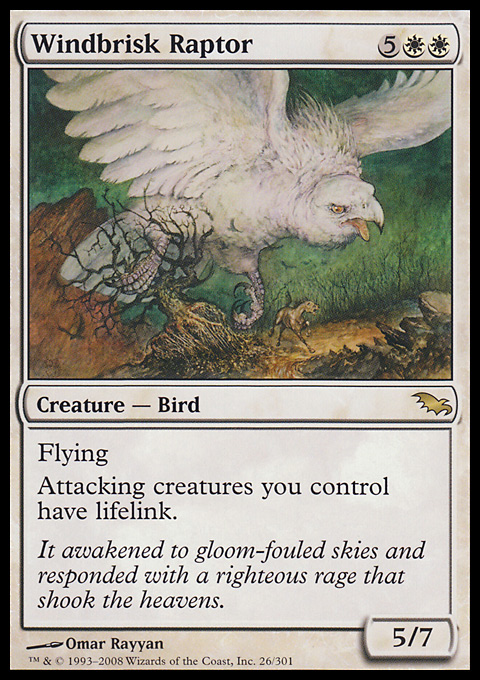 Windbrisk Raptor 5
Creature — Bird
Flying
Attacking creatures you control
have lifelink.
It awakened to gloom-fouled skies and
responded with a righteous rage that
shook the heavens.
5/7
Omar Rayyan
™ & © 1993–2008 Wizards of the Coast, Inc. 26/301